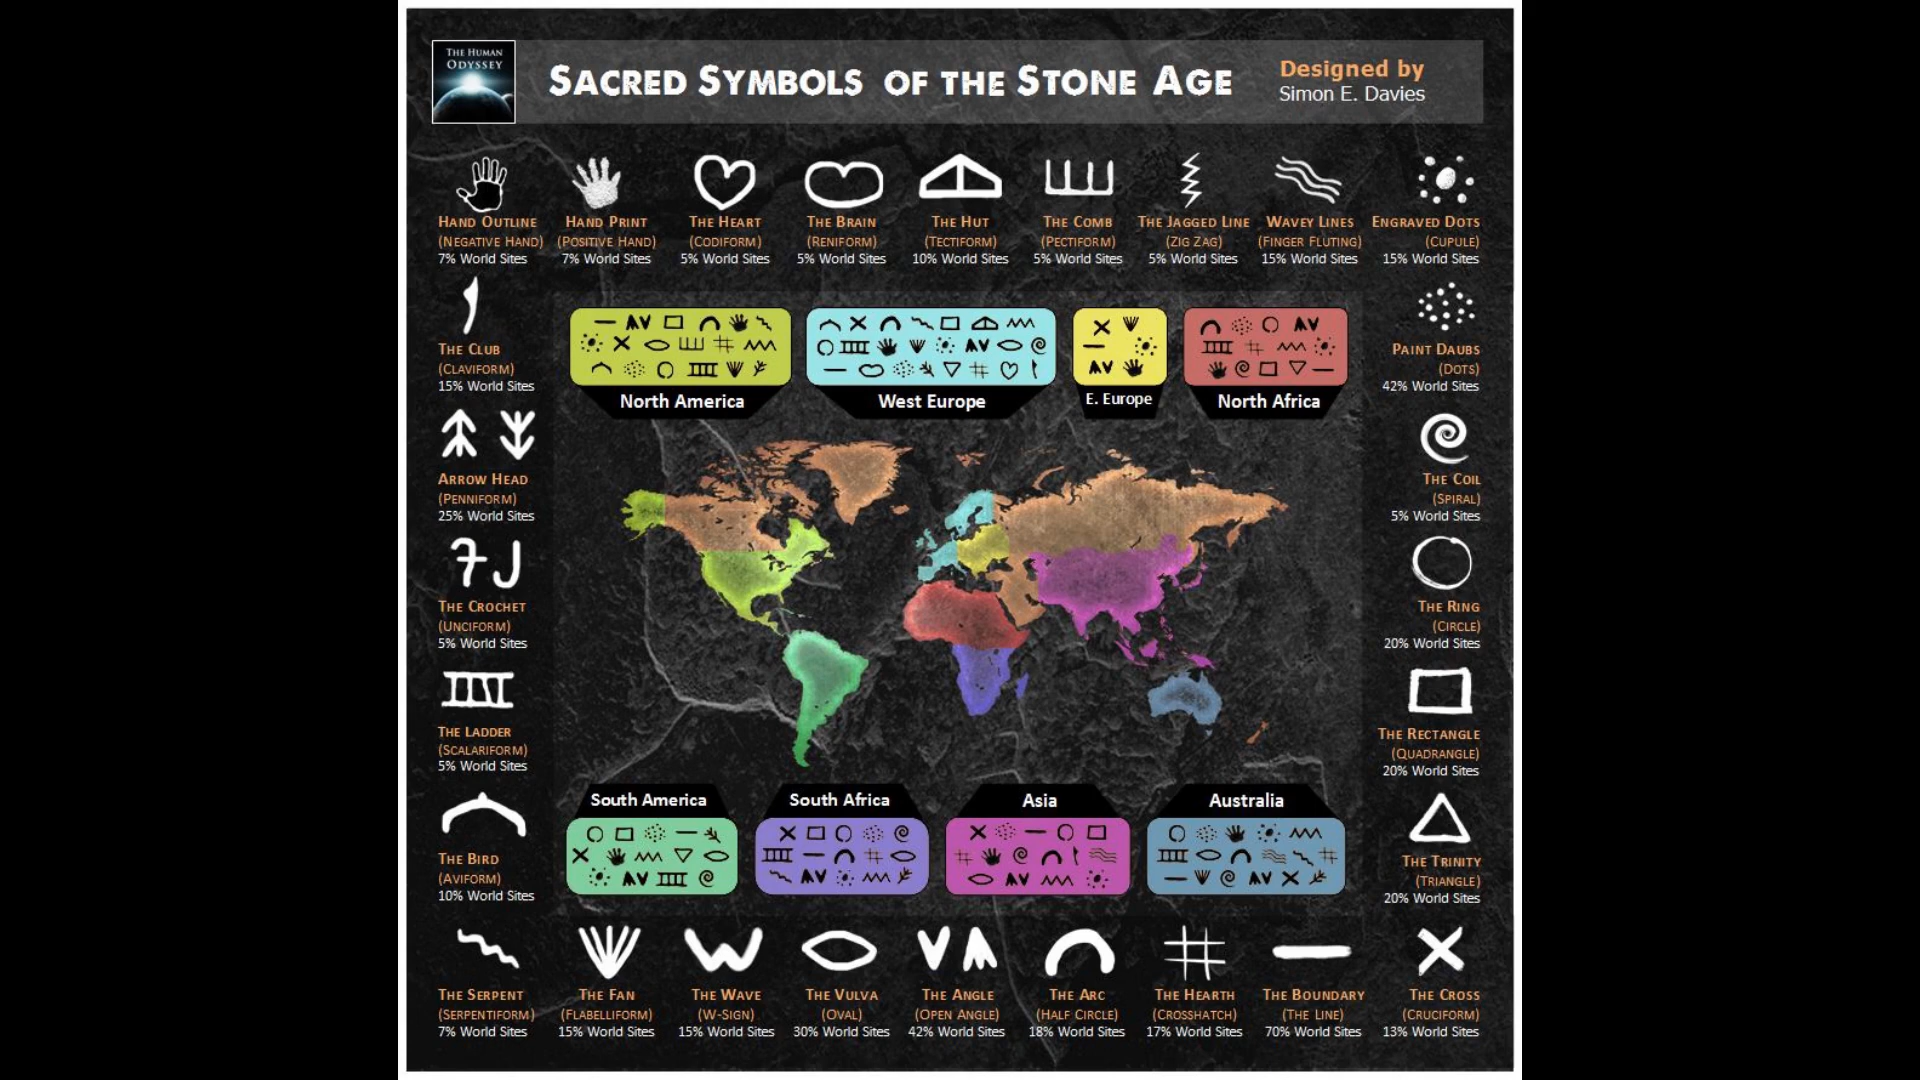 THE HUMAN
ODYSSEY
SACRED SYMBOLS OF THE STONE AGE
Designed by
Simon E. Davies
HAND OUTLINE
(NEGATIVE HAND)
7% World Sites
HAND PRINT
(POSITIVE HAND)
7% World Sites
THE HEART
(CODIFORM)
5% World Sites
THE BRAIN
(RENIFORM)
5% World Sites
THE HUT
(TECTIFORM)
10% World Sites
THE COMB
(PECTIFORM)
5% World Sites
THE JAGGED LINE
(ZIG ZAG)
5% World Sites
WAVEY LINES
(FINGER FLUTING)
15% World Sites
ENGRAVED DOTS
(CUPULE)
15% World Sites
THE CLUB
(CLAVIFORM)
15% World Sites
ARROW HEAD
(PENNIFORM)
25% World Sites
THE CROCHET
(UNCIFORM)
5% World Sites
THE LADDER
(SCALARIFORM)
5% World Sites
THE BIRD
(AVIFORM)
10% World Sites
North America
West Europe
E. Europe
North Africa
South America
South Africa
Asia
Australia
PAINT DAUBS
(DOTS)
42% World Sites
THE COIL
(SPIRAL)
5% World Sites
THE RING
(CIRCLE)
20% World Sites
THE RECTANGLE
(QUADRANGLE)
20% World Sites
THE TRINITY
(TRIANGLE)
20% World Sites
THE SERPENT
(SERPENTIFORM)
7% World Sites
THE FAN
(FLABELLIFORM)
15% World Sites
THE WAVE
(W-SIGN)
15% World Sites
THE VULVA
(OVAL)
30% World Sites
THE ANGLE
(OPEN ANGLE)
42% World Sites
THE ARC
(HALF CIRCLE)
18% World Sites
THE HEARTH
(CROSSHATCH)
17% World Sites
THE BOUNDARY
(THE LINE)
70% World Sites
THE CROSS
(CRUCIFORM)
13% World Sites